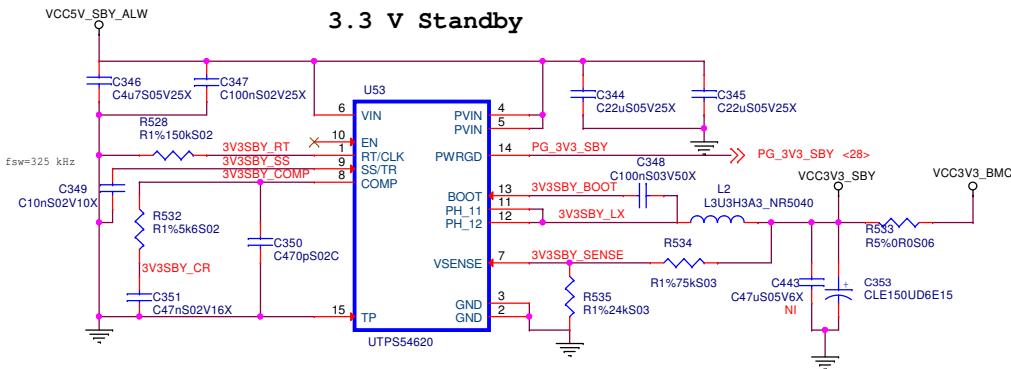 3.3 V Standby
VCC5V_SBY_ALW
C346
C4u7S05V25X
C347
C100nS02V25X
U53
C344
C22uS05V25X
C345
C22uS05V25X
6
VIN
PVIN
4
PVIN
5
R528
R1%150kS02
10
EN
fsw=325 kHz
3V3SBY_RT
1
RT/CLK
PWRGD
14
PG_3V3_SBY
PG_3V3_SBY <28>
3V3SBY_SS
9
SS/TR
3V3SBY_COMP
8
COMP
C349
C10nS02V10X
C348
C100nS03V50X
VCC3V3_SBY
VCC3V3_BMC
BOOT
13
3V3SBY_BOOT
L2
L3U3H3A3_NR5040
PH_11
11
PH_12
12
3V3SBY_LX
R532
R1%5k6S02
R533
R5%0R0S06
C350
C470pS02C
VSENSE
7
3V3SBY_SENSE
R534
R1%75kS03
3V3SBY_CR
C351
C47nS02V16X
R535
R1%24kS03
C443
C47uS05V6X
NI
C353
CLE150UD6E15
+
GND
3
GND
2
15
TP
UTPS54620